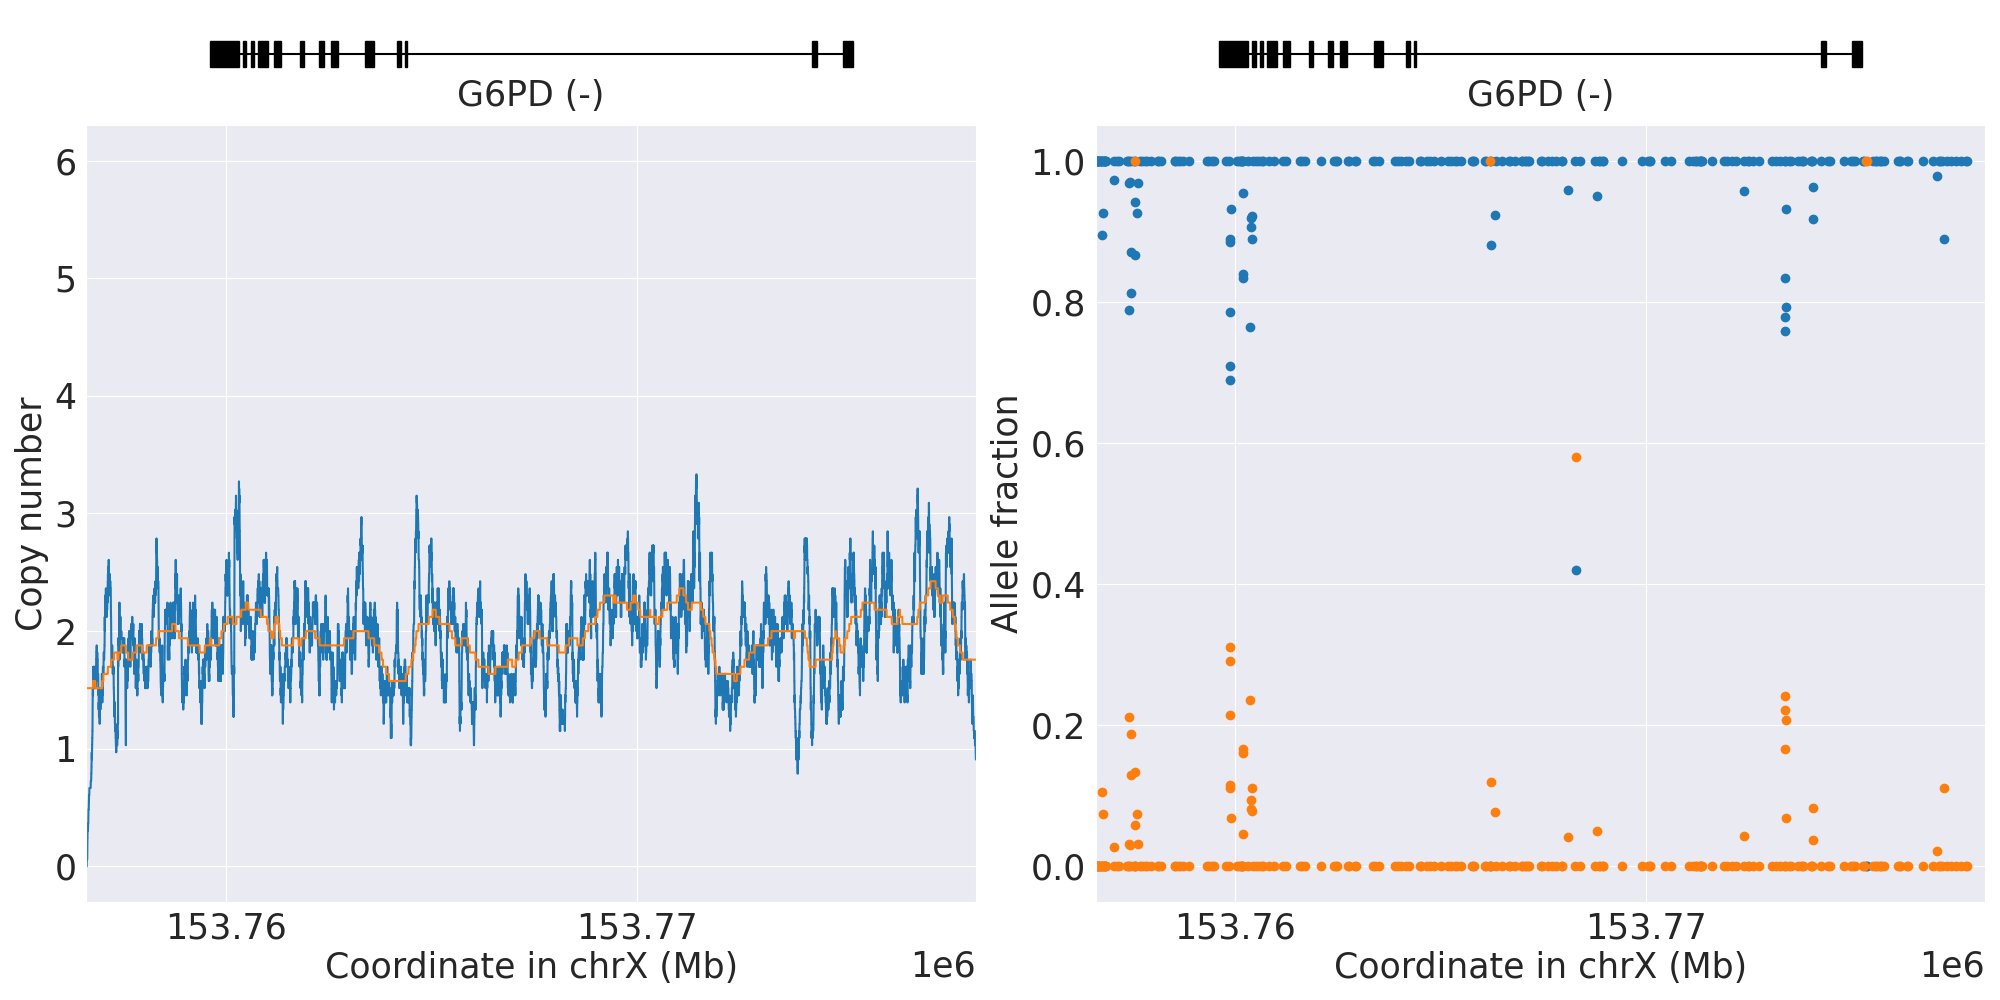 G6PD (-)
6
5
4
3
2
1
0
Copy number
153.76
153.77
Coordinate in chrX (Mb)
1e6
G6PD (-)
1.0
0.8
0.6
0.4
0.2
0.0
Allele fraction
153.76
153.77
Coordinate in chrX (Mb)
1e6